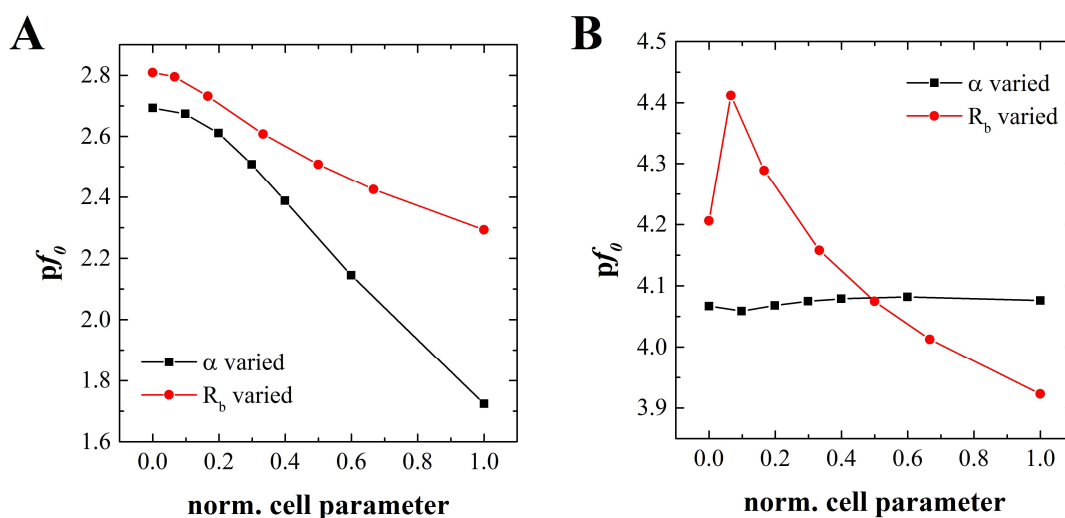 A
2.8
2.6
2.4
2.2
2.0
1.8
1.6
pf₀
α varied
R_b varied
0.0 0.2 0.4 0.6 0.8 1.0
norm. cell parameter
B
4.5
4.4
4.3
4.2
4.1
4.0
3.9
pf₀
α varied
R_b varied
0.0 0.2 0.4 0.6 0.8 1.0
norm. cell parameter